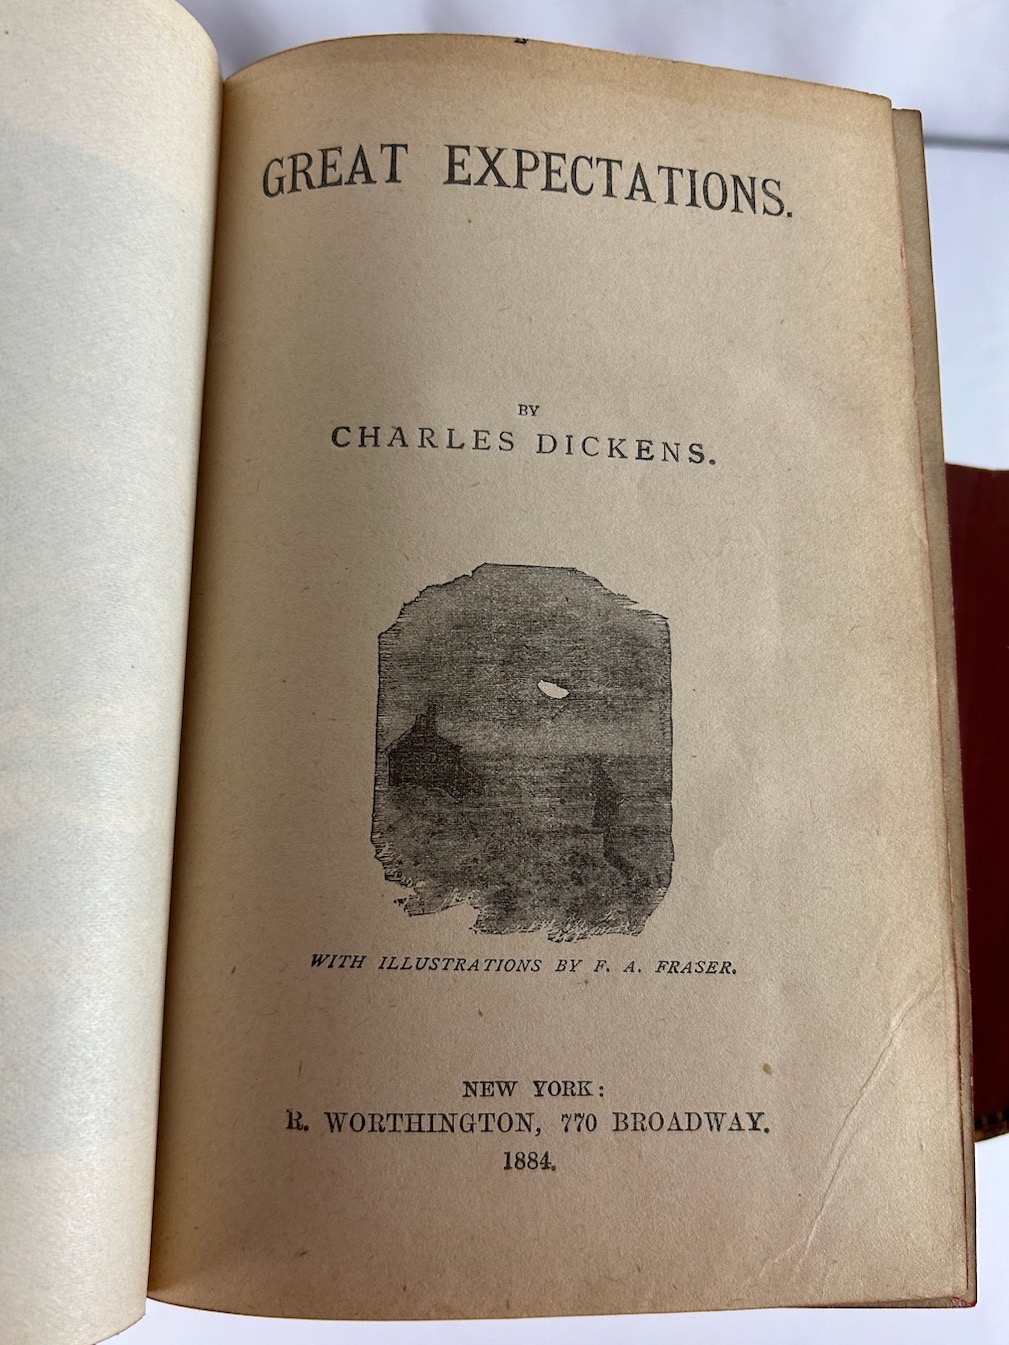 GREAT EXPECTATIONS.
BY
CHARLES DICKENS.
WITH ILLUSTRATIONS BY F. A. FRASER.
NEW YORK:
R. WORTHINGTON, 770 BROADWAY.
1884.